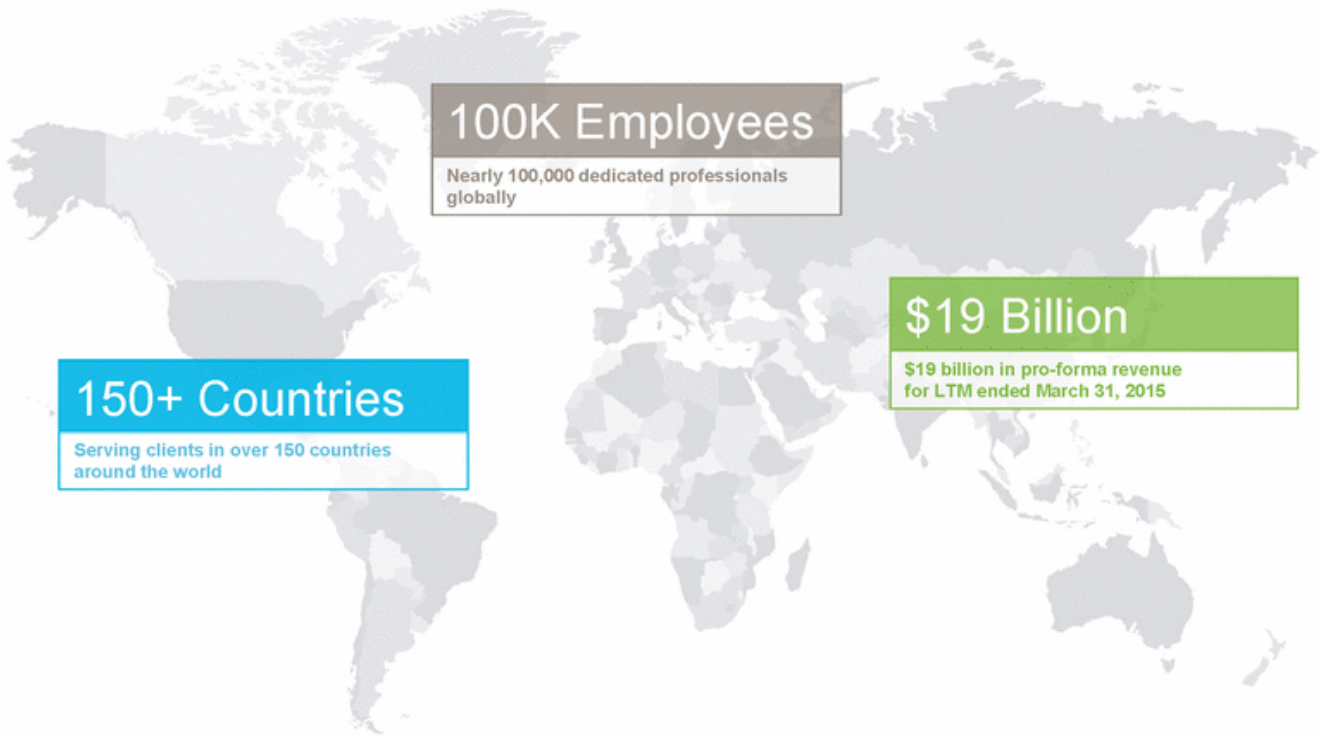 100K Employees
Nearly 100,000 dedicated professionals
globally
$19 Billion
$19 billion in pro-forma revenue
for LTM ended March 31, 2015
150+ Countries
Serving clients in over 150 countries
around the world